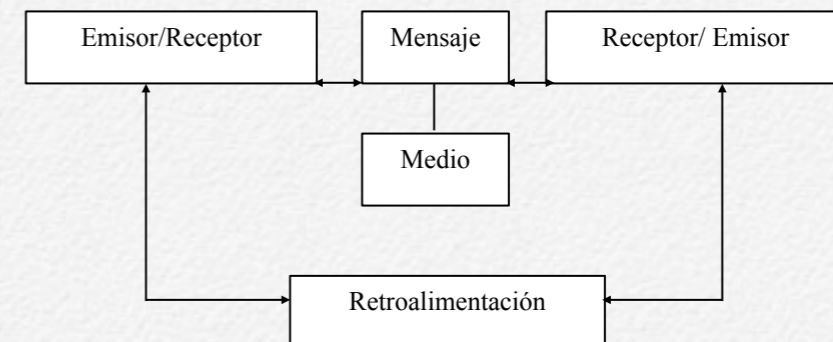 Emisor/Receptor
Mensaje
Receptor/ Emisor
Medio
Retroalimentación